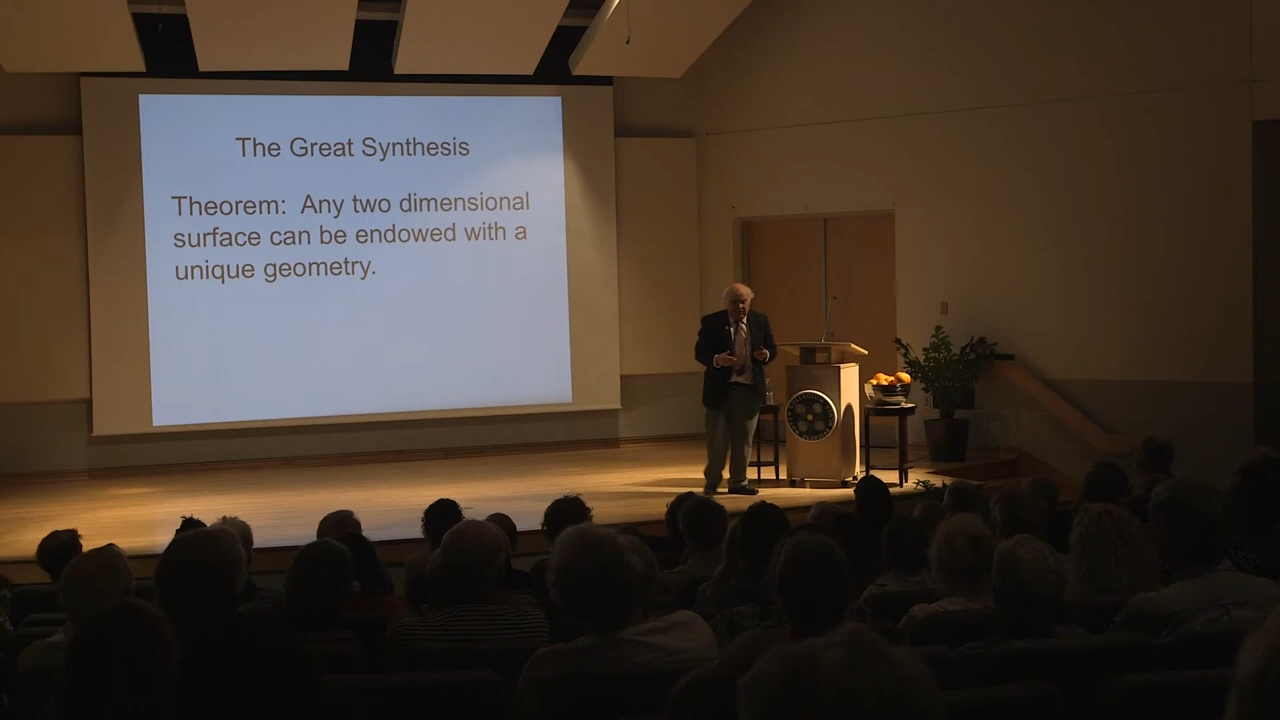 The Great Synthesis
Theorem: Any two dimensional
surface can be endowed with a
unique geometry.